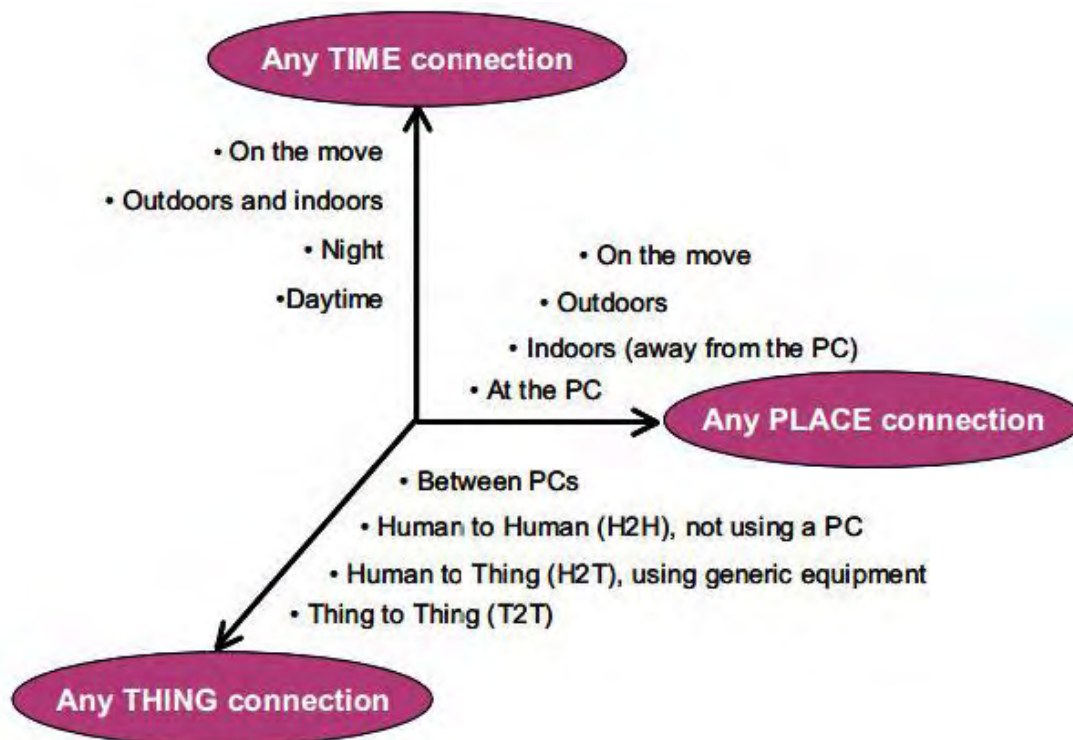 Any TIME connection
• On the move
• Outdoors and indoors
• Night
•Daytime
• On the move
• Outdoors
• Indoors (away from the PC)
• At the PC
Any PLACE connection
• Between PCs
• Human to Human (H2H), not using a PC
• Human to Thing (H2T), using generic equipment
• Thing to Thing (T2T)
Any THING connection